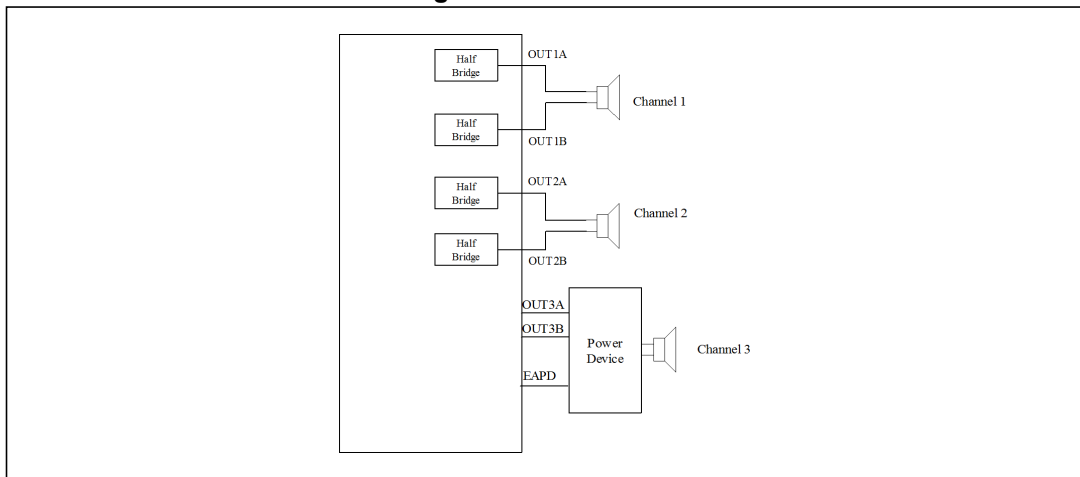 Half
Bridge
OUT1A
Channel 1
Half
Bridge
OUT1B
Half
Bridge
OUT2A
Channel 2
Half
Bridge
OUT2B
OUT3A
OUT3B
Power
Device
Channel 3
EAPD